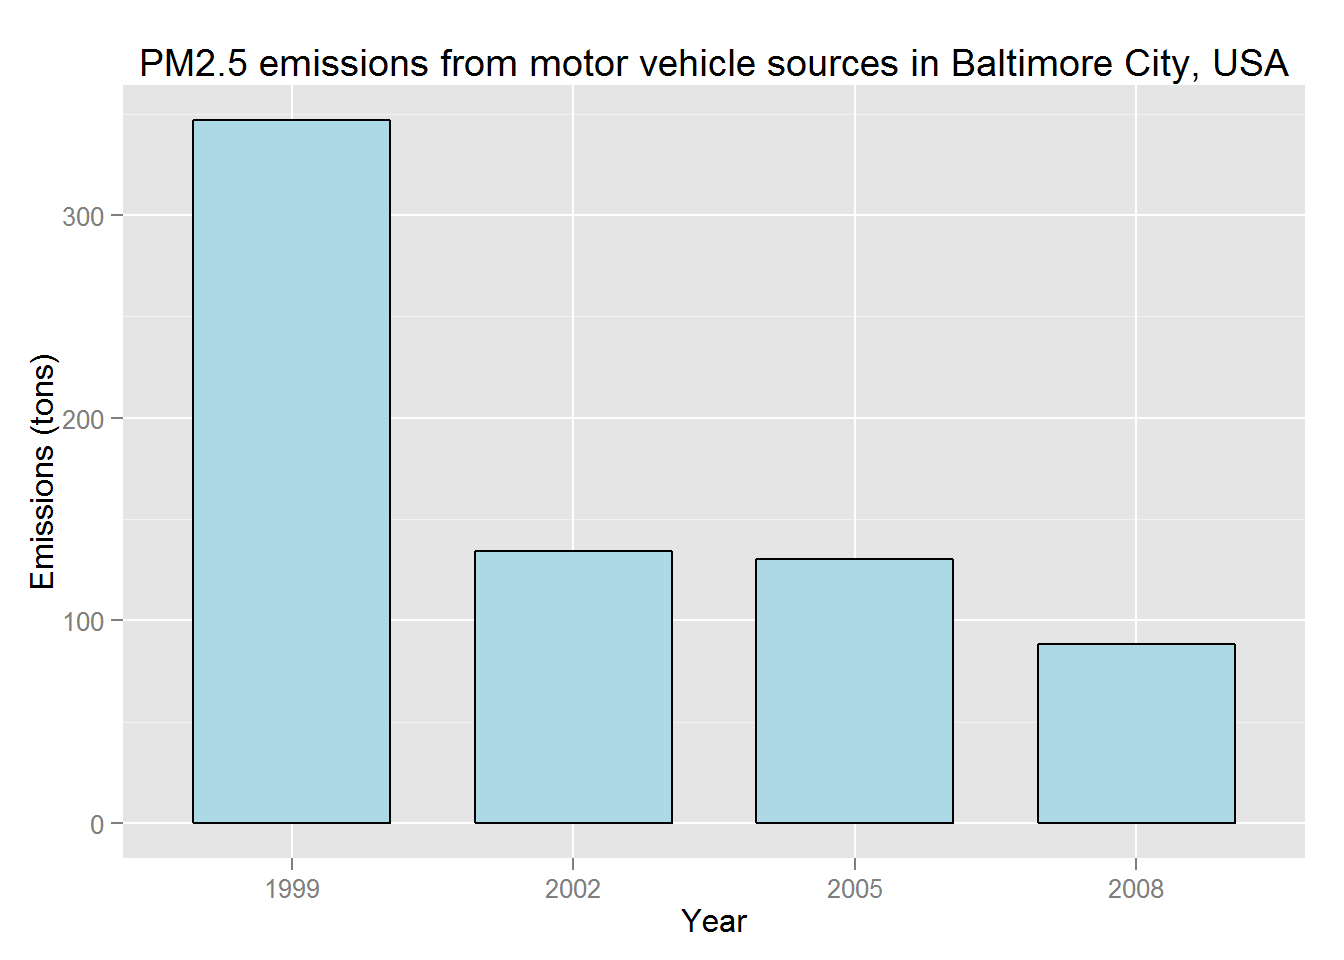 PM2.5 emissions from motor vehicle sources in Baltimore City, USA
Emissions (tons)
300
200
100
0
1999 2002 2005 2008
Year